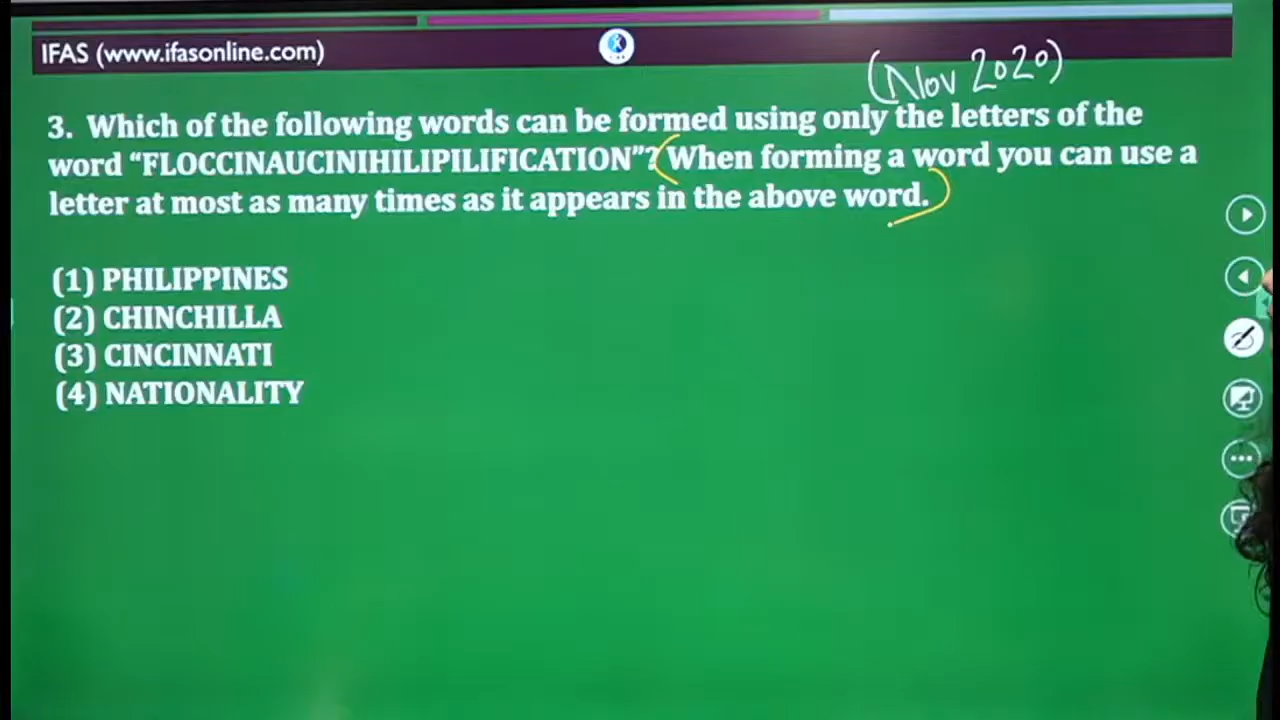 IFAS (www.ifasonline.com)
(Nov 2020)
3. Which of the following words can be formed using only the letters of the
word “FLOCCINAUCINIHILIPILIFICATION”? When forming a word you can use a
letter at most as many times as it appears in the above word.
(1) PHILIPPINES
(2) CHINCHILLA
(3) CINCINNATI
(4) NATIONALITY